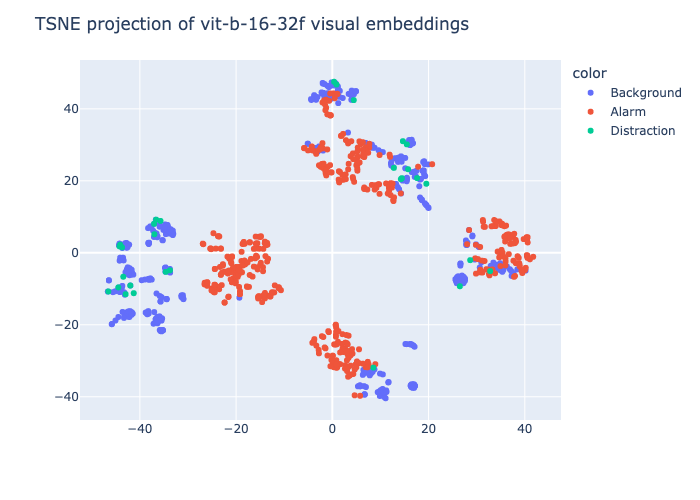 TSNE projection of vit-b-16-32f visual embeddings
color
Background
Alarm
Distraction
40
20
0
−20
−40
−40
−20
0
20
40